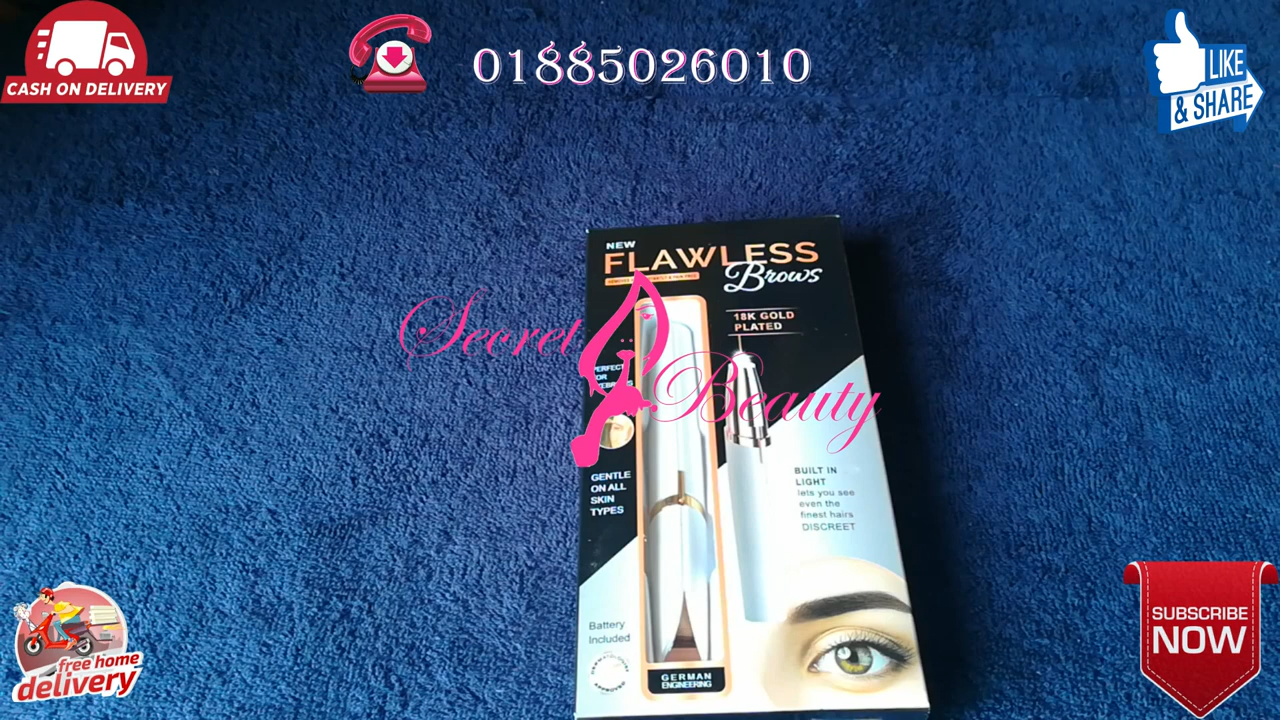 CASH ON DELIVERY
01885026010
LIKE
& SHARE
NEW
FLAWLESS
Brows
18K GOLD
PLATED
Secret
Beauty
PERFECT
GENTLE
ON ALL
SKIN
TYPES
BUILT IN
LIGHT
lets you see
even the
finest hairs
DISCREET
Battery
Included
APPROVED
GERMAN
ENGINEERING
free home
delivery
SUBSCRIBE
NOW